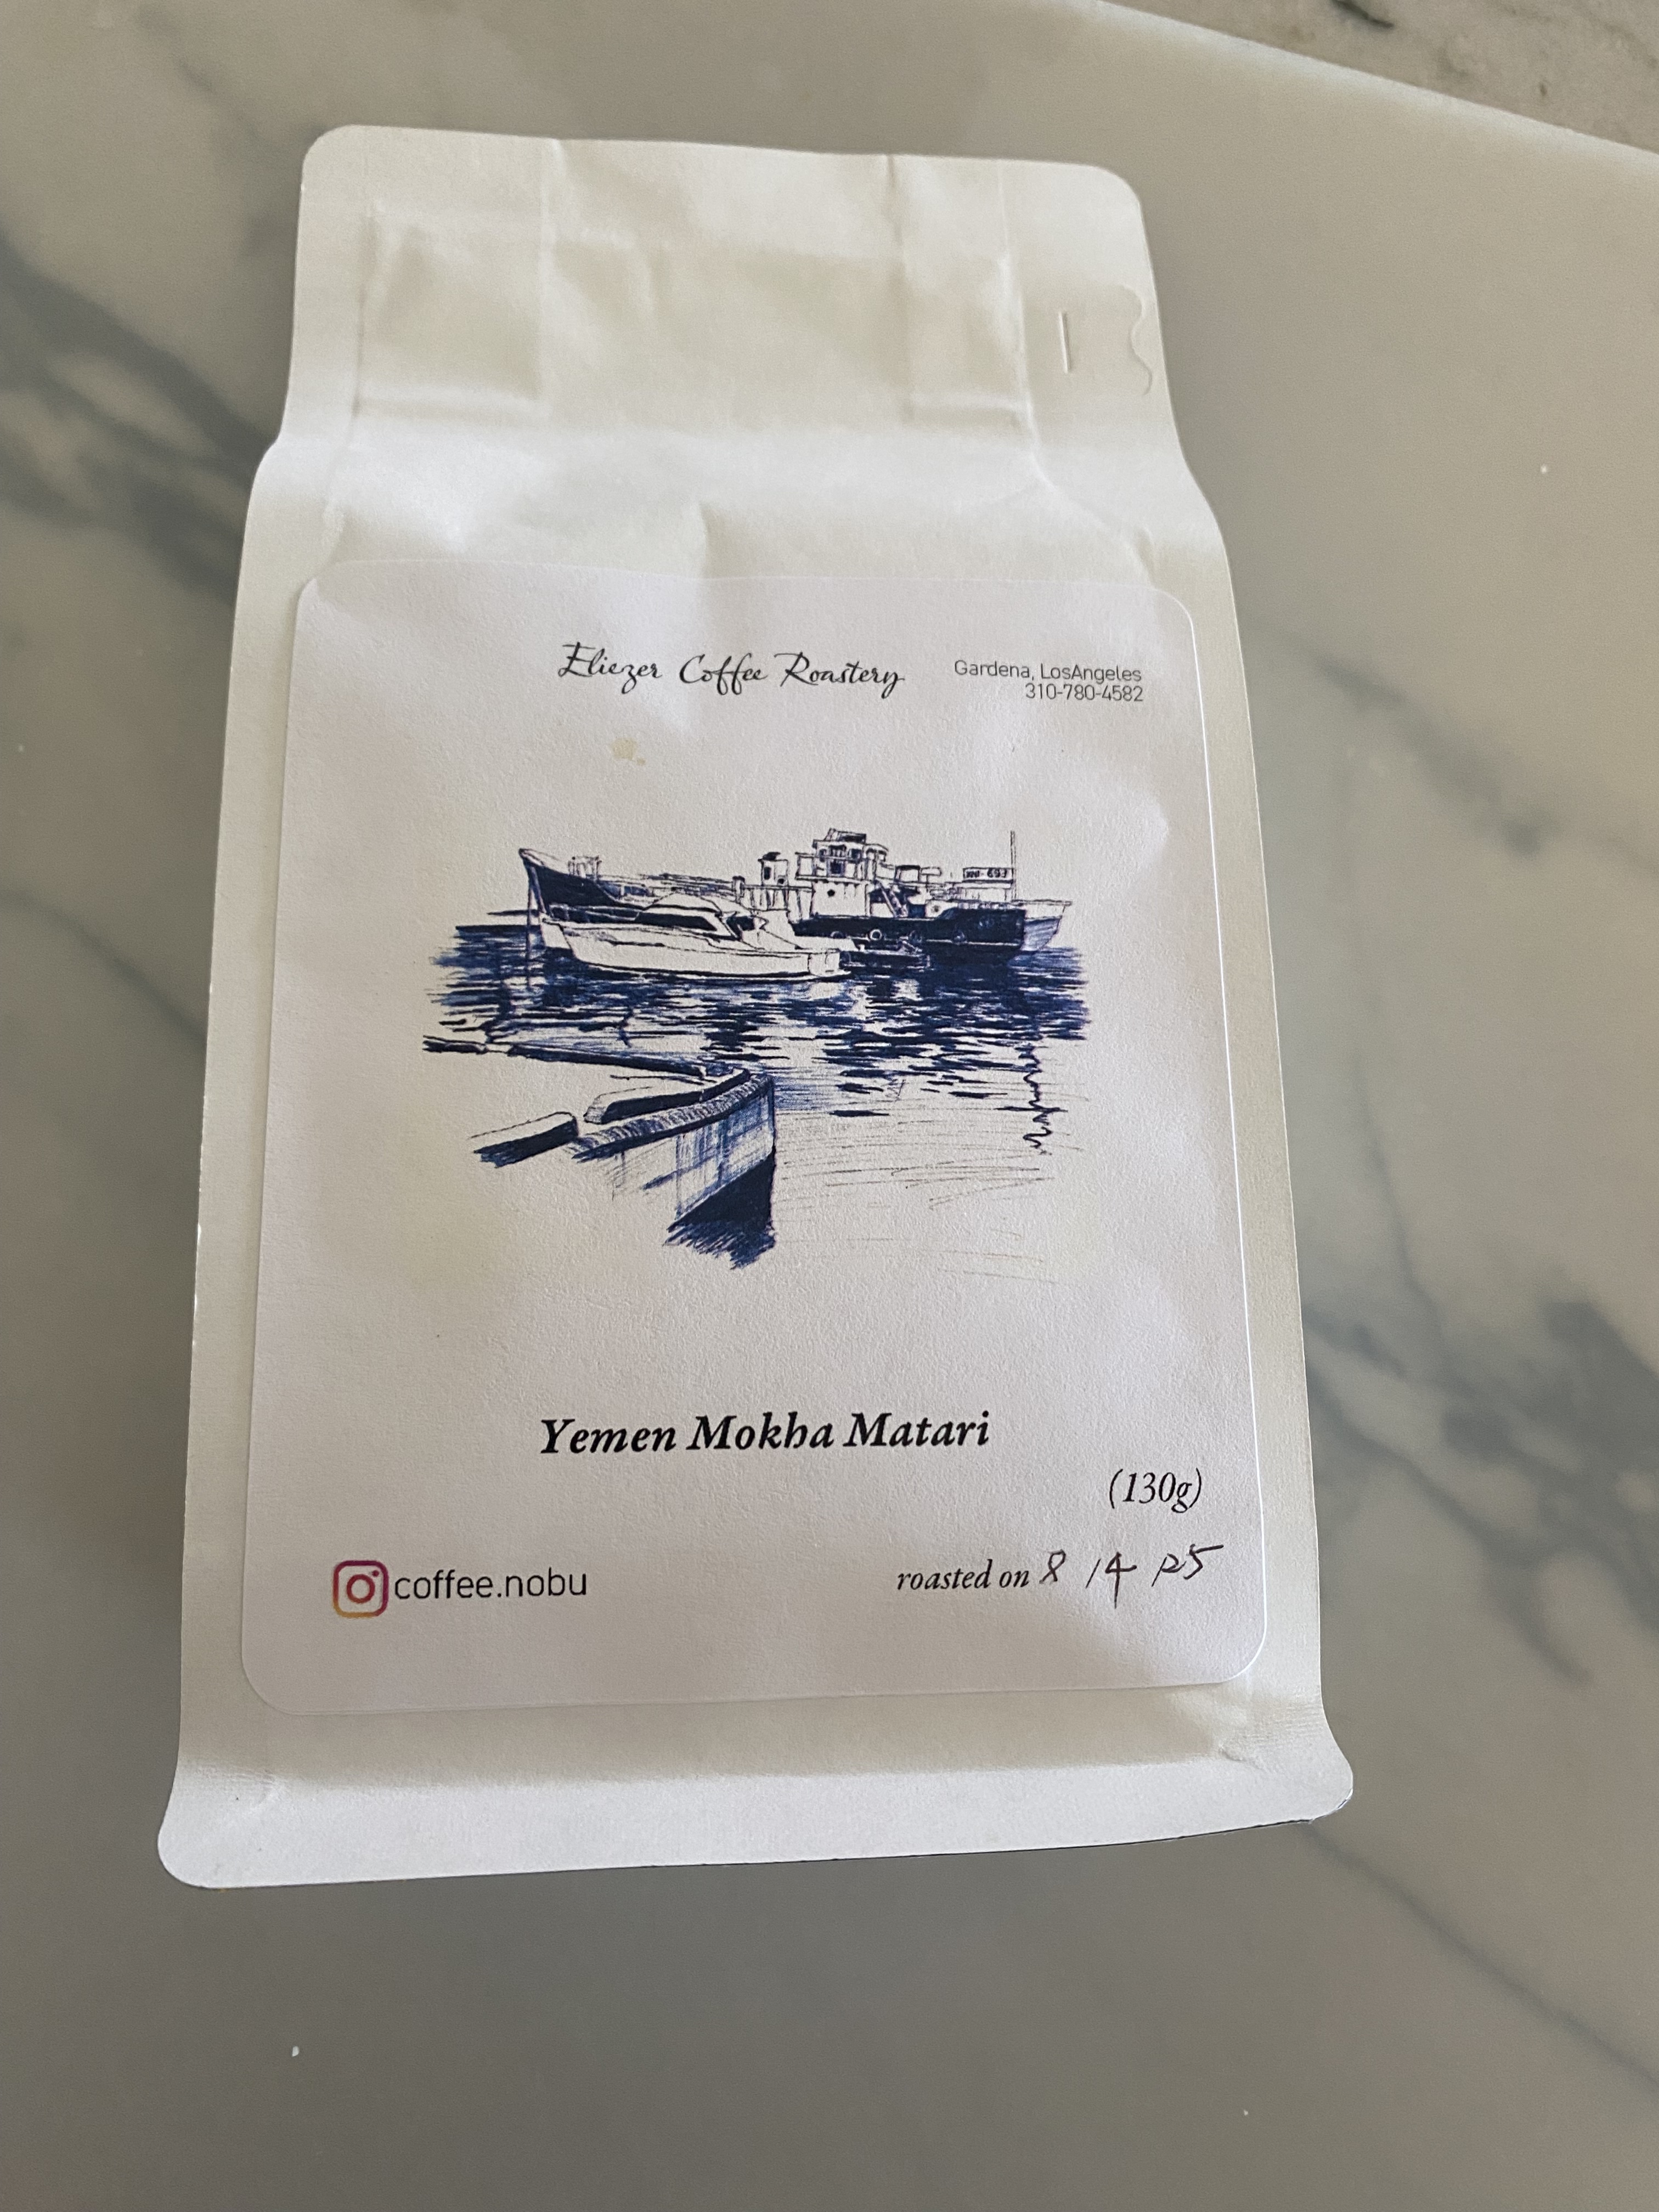 Eliezer Coffee Roastery
Gardena, LosAngeles
310-780-4582
Yemen Mokha Matari
(130g)
coffee.nobu
roasted on 8 14 25